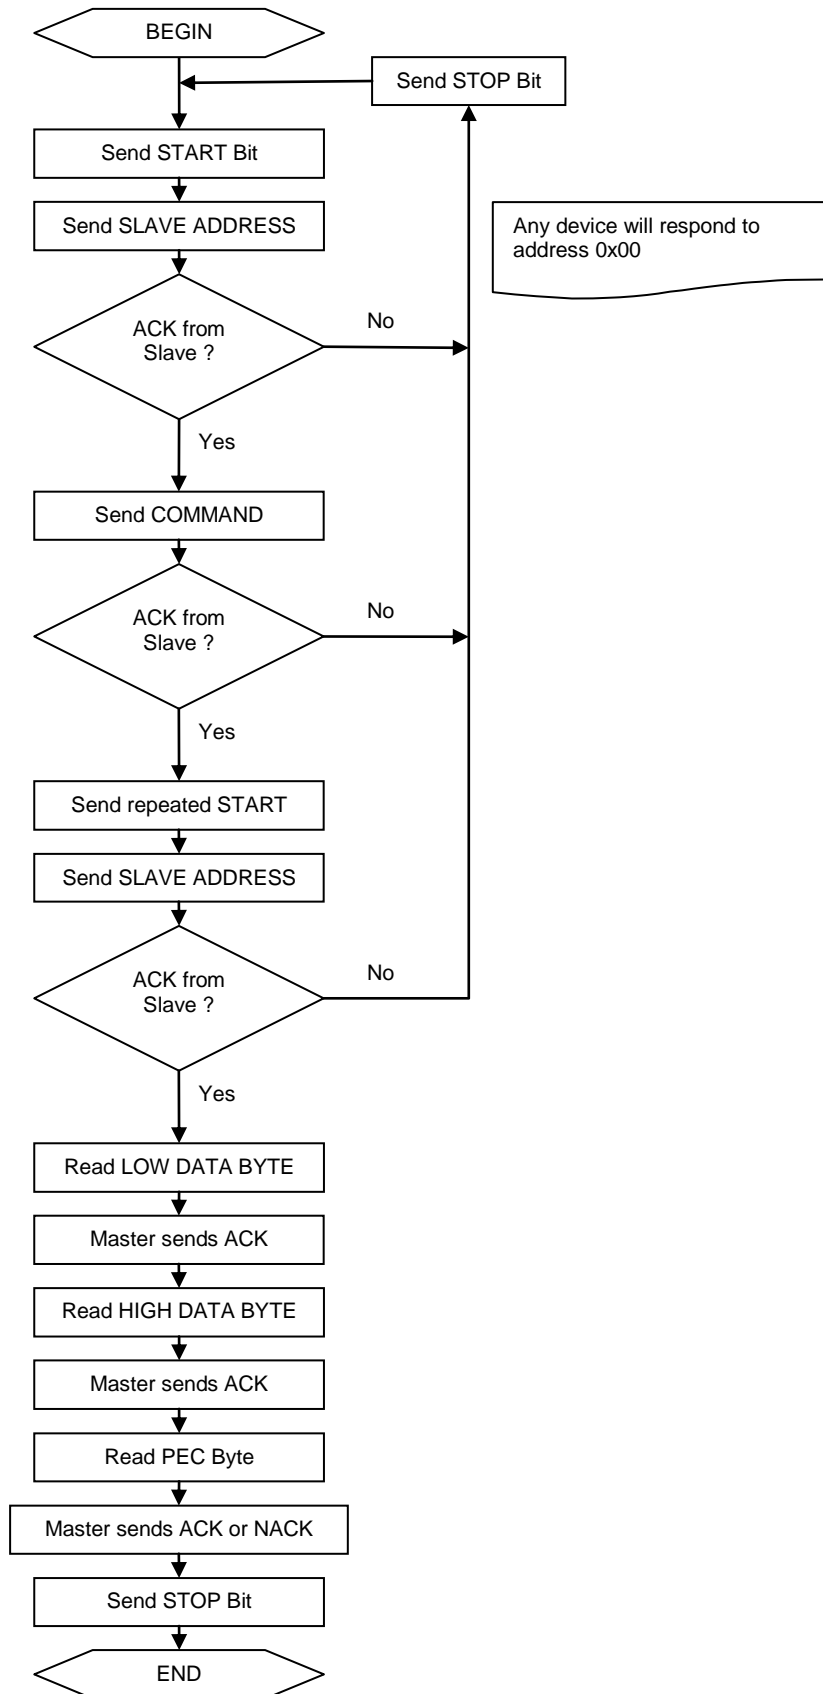 BEGIN
Send STOP Bit
Send START Bit
Send SLAVE ADDRESS
Any device will respond to
address 0x00
ACK from
Slave ?
No
Yes
Send COMMAND
ACK from
Slave ?
No
Yes
Send repeated START
Send SLAVE ADDRESS
ACK from
Slave ?
No
Yes
Read LOW DATA BYTE
Master sends ACK
Read HIGH DATA BYTE
Master sends ACK
Read PEC Byte
Master sends ACK or NACK
Send STOP Bit
END